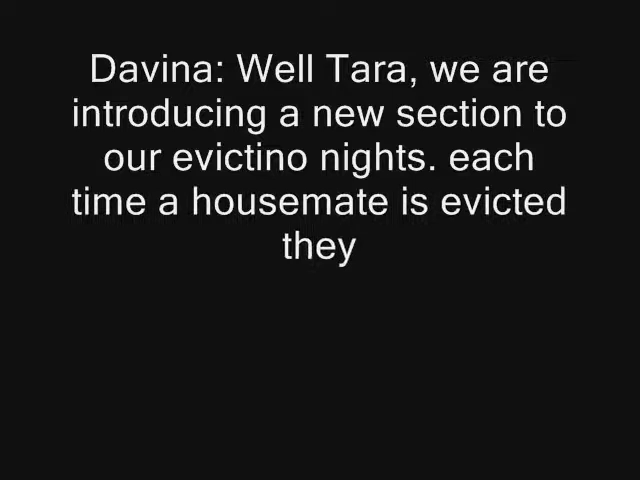 Davina: Well Tara, we are
introducing a new section to
our evictino nights. each
time a housemate is evicted
they